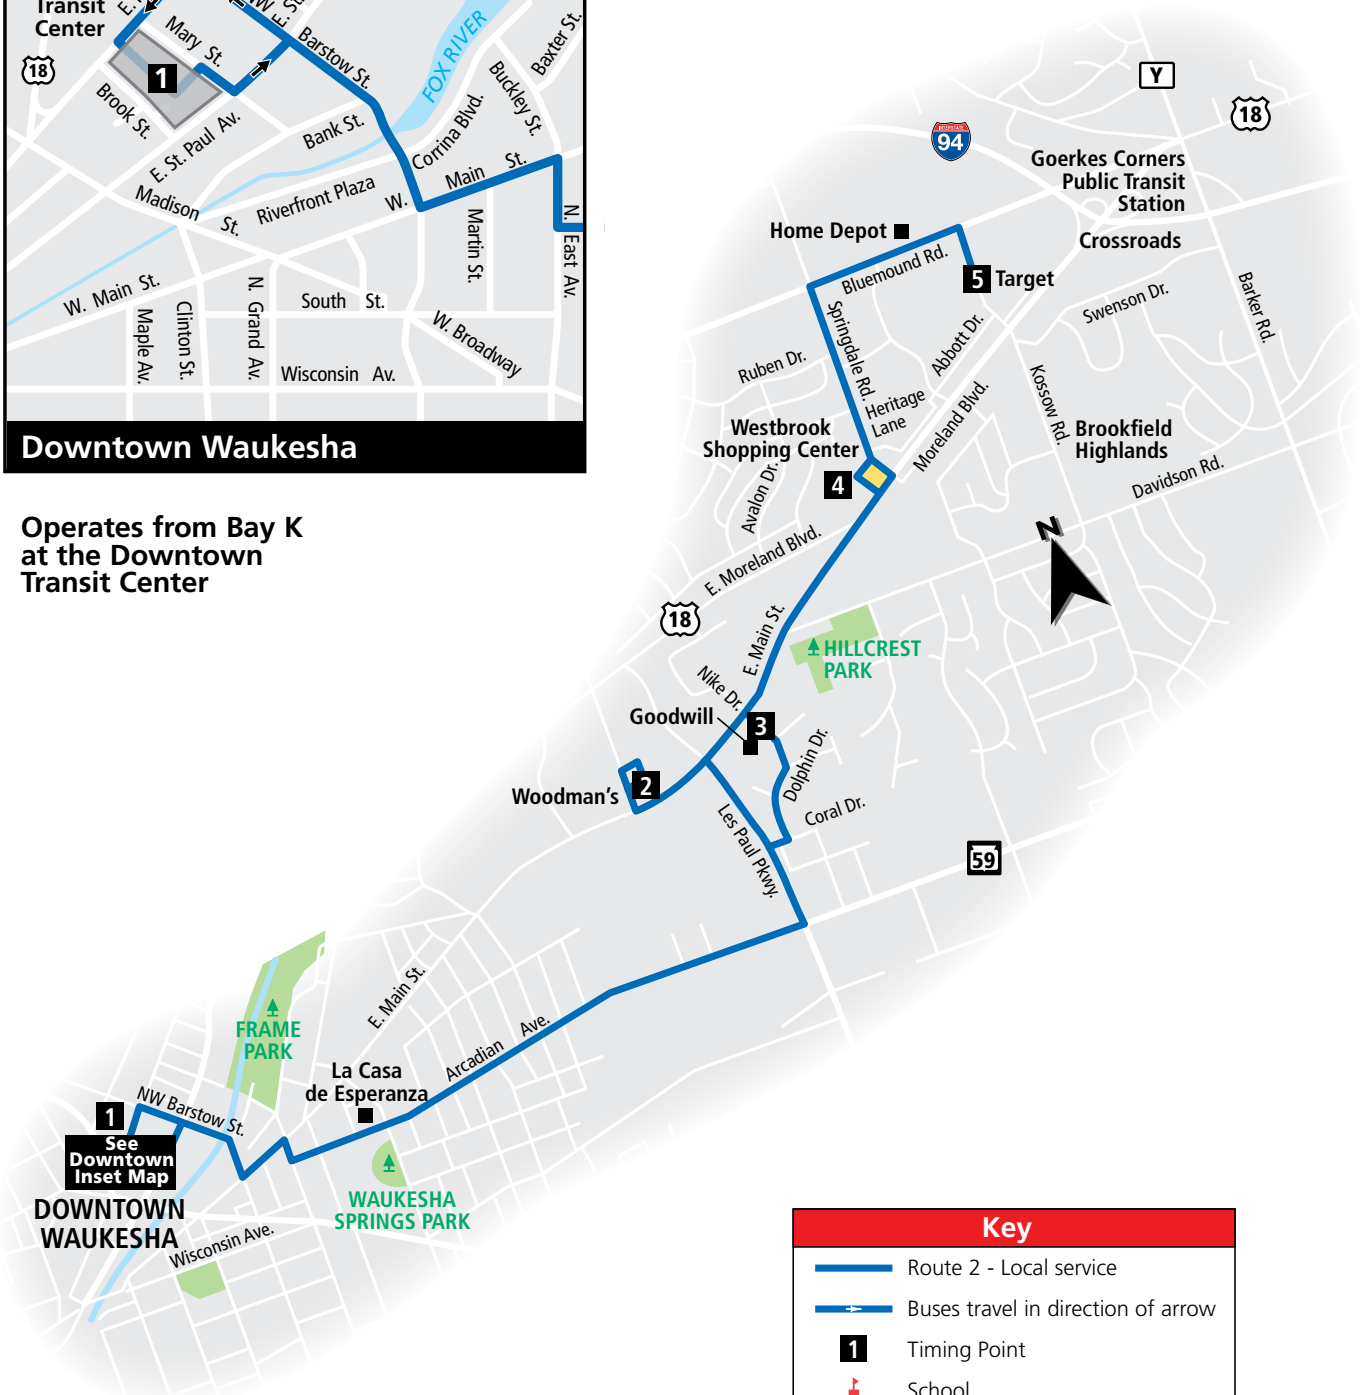 Transit
Center
18
1
Mary St.
NW
Barstow St.
FOX RIVER
Baxter St.
Buckley St.
Corrina Blvd.
Brook St.
E. St. Paul Av.
Bank St.
Madison St.
Riverfront Plaza
W. Main St.
Martin St.
N. East Av.
W. Main St.
Maple Av.
Clinton St.
N. Grand Av.
South St.
W. Broadway
Wisconsin Av.
Downtown Waukesha
Operates from Bay K
at the Downtown
Transit Center
Y
18
INTERSTATE
94
Goerkes Corners
Public Transit
Station
Crossroads
Home Depot
Bluemound Rd.
5 Target
Swenson Dr.
Barker Rd.
Springdale Rd.
Abbott Dr.
Ruben Dr.
Heritage
Lane
Moreland Blvd.
Kossow Rd.
Brookfield
Highlands
Davidson Rd.
Westbrook
Shopping Center
4
Avalon Dr.
E. Moreland Blvd.
N
18
E. Main St.
HILLCREST
PARK
Nike Dr.
Goodwill
3
Dolphin Dr.
Woodman's
2
Coral Dr.
Les Paul Pkwy.
59
E. Main St.
FRAME
PARK
Arcadian Ave.
La Casa
de Esperanza
NW Barstow St.
1
See
Downtown
Inset Map
DOWNTOWN
WAUKESHA
WAUKESHA
SPRINGS PARK
Wisconsin Ave.
Key
Route 2 - Local service
Buses travel in direction of arrow
1 Timing Point
School